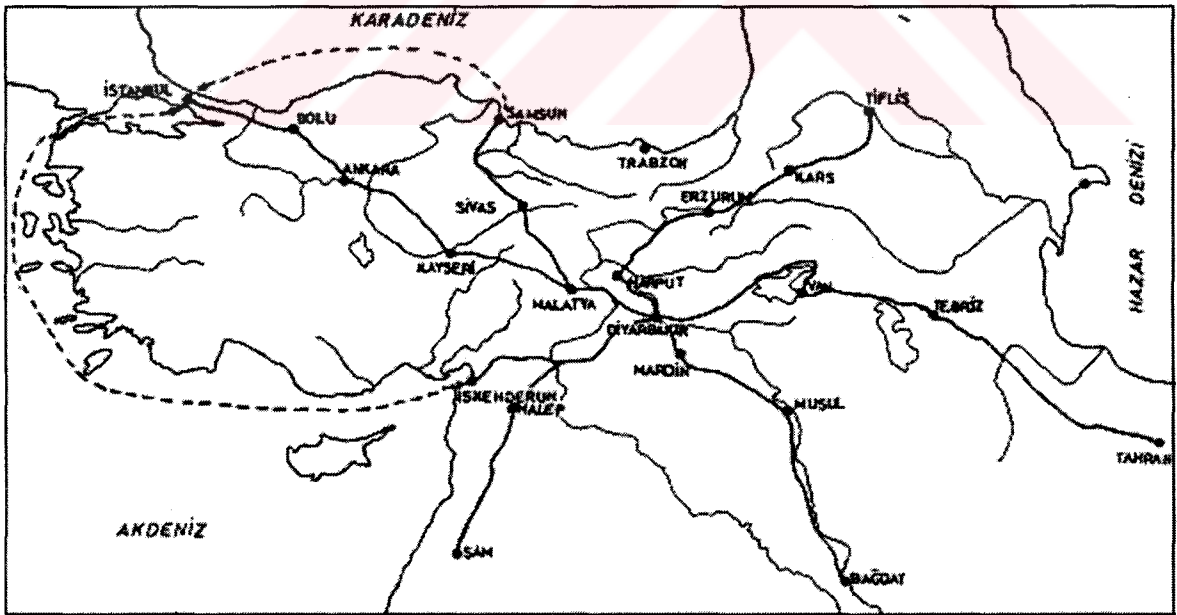 KARADENİZ
İSTANBUL
BOLU
SAMSUN
TİFLİS
TRABZON
ANKARA
KARS
ERZURUM
SİVAS
HAZAR DENİZİ
KAYSERİ
HARPUT
VAN
MALATYA
TEBRİZ
DİYARBAKIR
MARDİN
İSKENDERUN
HALEP
MUSUL
TAHRAN
AKDENİZ
ŞAM
BAĞDAT